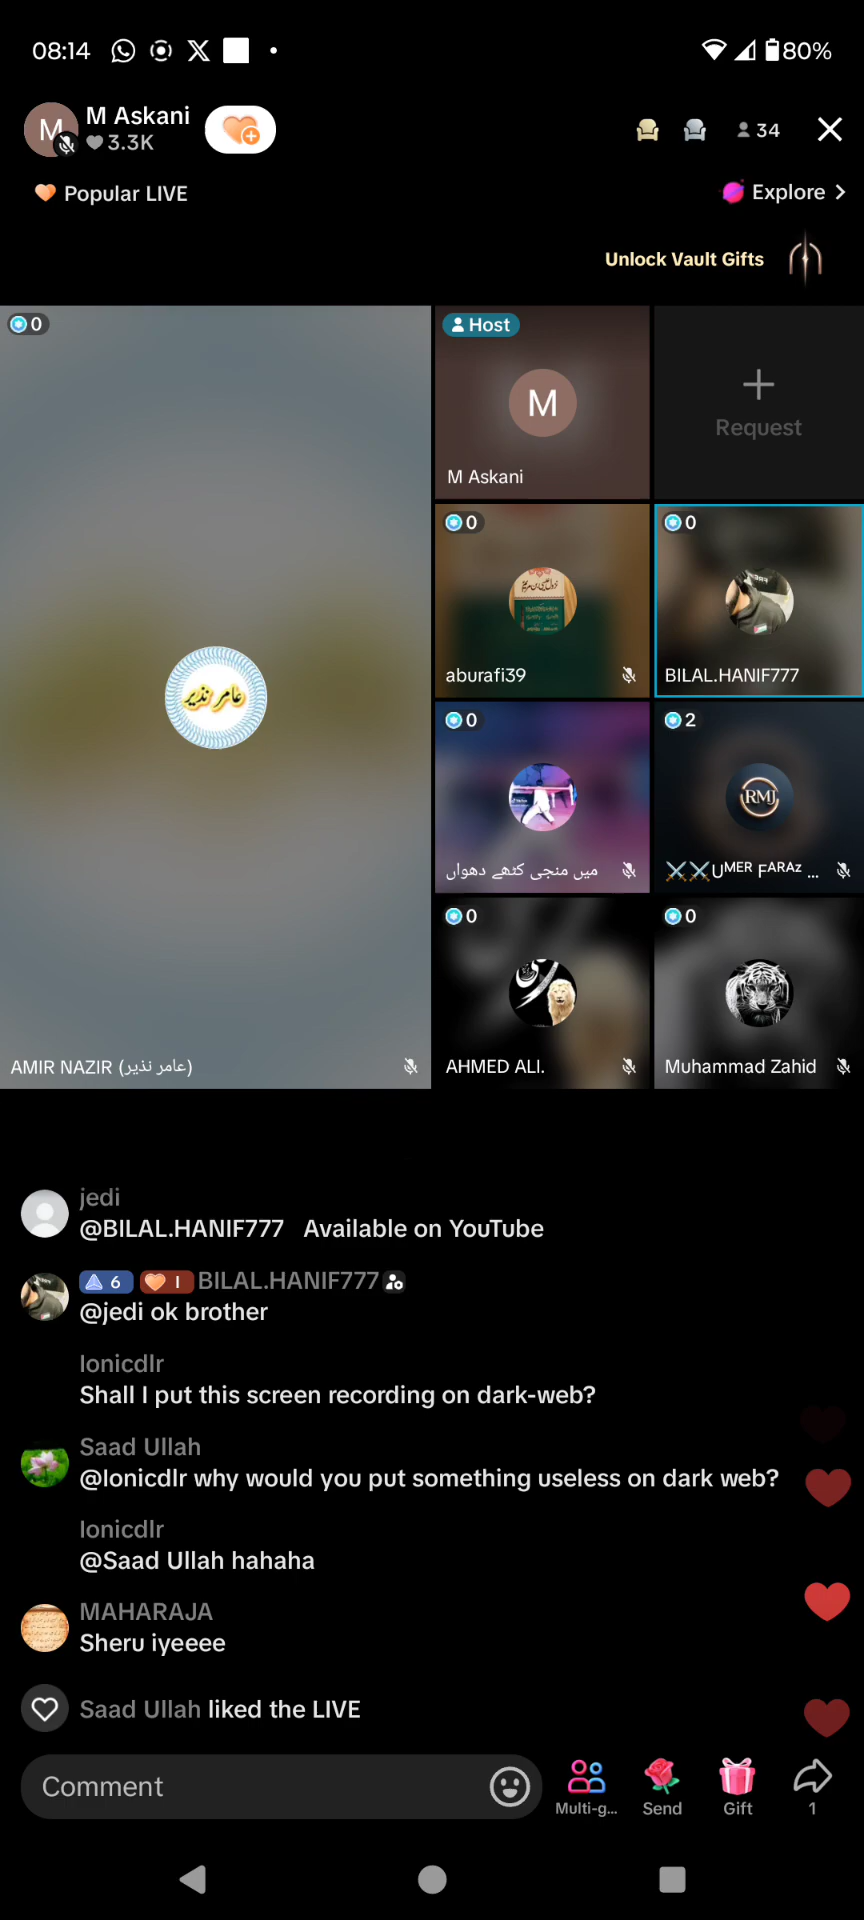 08:14
80%
M
M Askani
3.3K
34
Popular LIVE
Explore
Unlock Vault Gifts
0
Host
M
M Askani
Request
0
aburafi39
0
BILAL.HANIF777
عامر نذیر
0
میں منجی کتھے دھواں
2
RMJ
⚔️⚔️Uᴹᴱᴿ Fᴬᴿᴬᶻ ...
0
AHMED ALI.
0
Muhammad Zahid
AMIR NAZIR (عامر نذیر)
jedi
@BILAL.HANIF777 Available on YouTube
6 I BILAL.HANIF777
@jedi ok brother
Ionicdlr
Shall I put this screen recording on dark-web?
Saad Ullah
@Ionicdlr why would you put something useless on dark web?
Ionicdlr
@Saad Ullah hahaha
MAHARAJA
Sheru iyeeee
Saad Ullah liked the LIVE
Comment
Multi-g...
Send
Gift
1